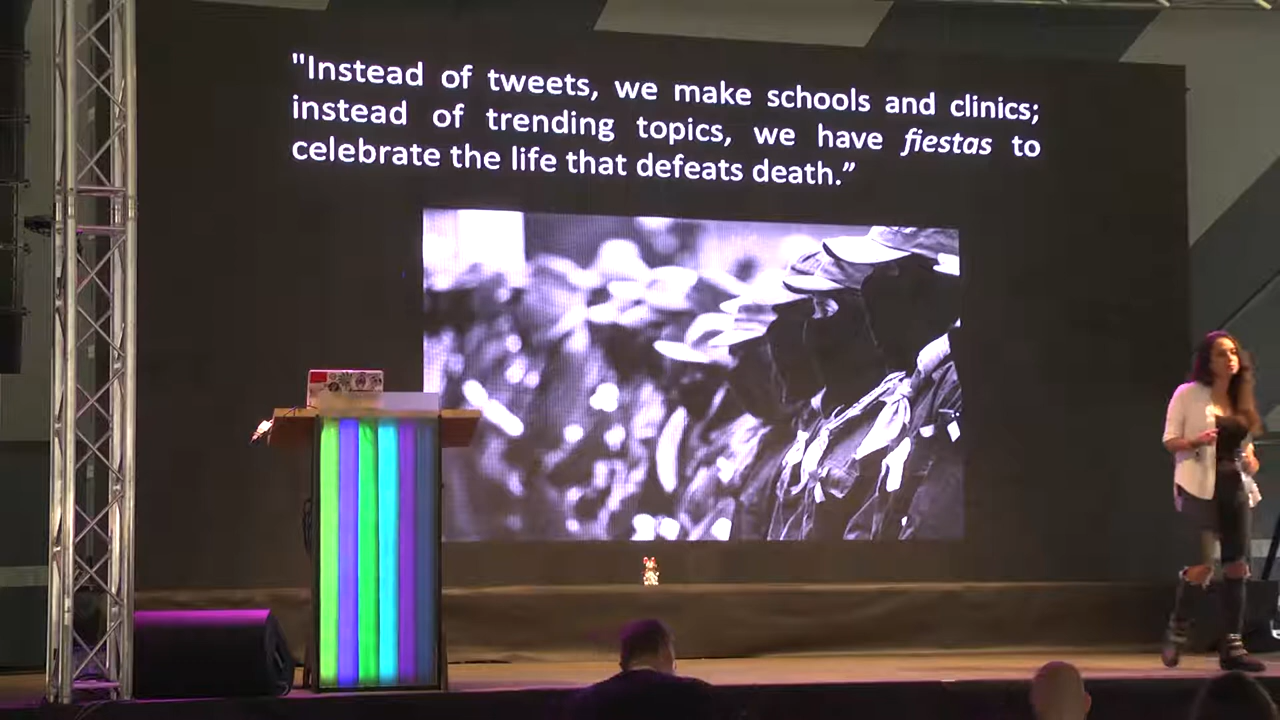 "Instead of tweets, we make schools and clinics;
instead of trending topics, we have fiestas to
celebrate the life that defeats death.”